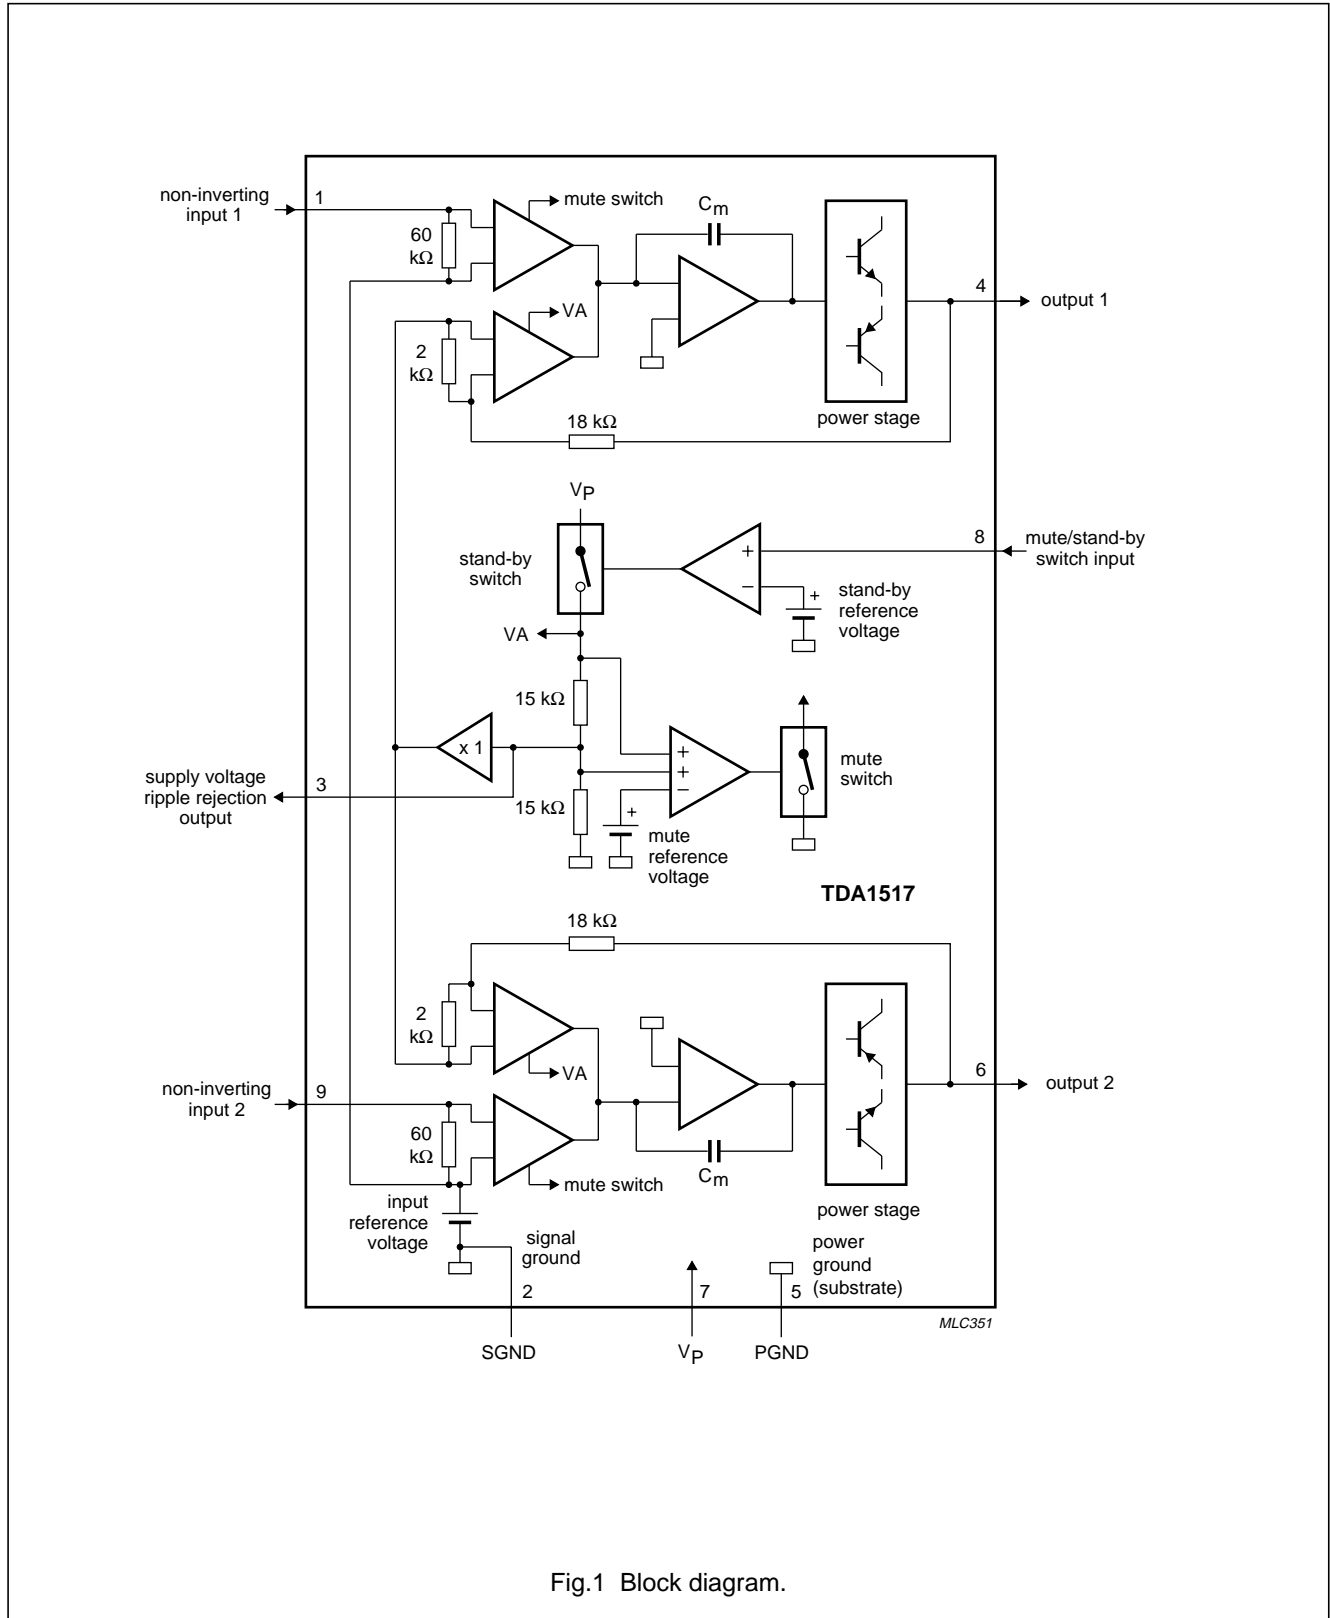 non-inverting
input 1
1
60
kΩ
mute switch
Cm
4
output 1
VA
2
kΩ
18 kΩ
power stage
VP
stand-by
switch
+
−
8
mute/stand-by
switch input
+
stand-by
reference
voltage
VA
15 kΩ
x 1
+
+
−
mute
switch
supply voltage
ripple rejection
output
3
15 kΩ
+
mute
reference
voltage
TDA1517
18 kΩ
2
kΩ
VA
6
output 2
non-inverting
input 2
9
60
kΩ
mute switch
Cm
power stage
input
reference
voltage
signal
ground
power
ground
(substrate)
2
7
5
MLC351
SGND
VP
PGND
Fig.1 Block diagram.